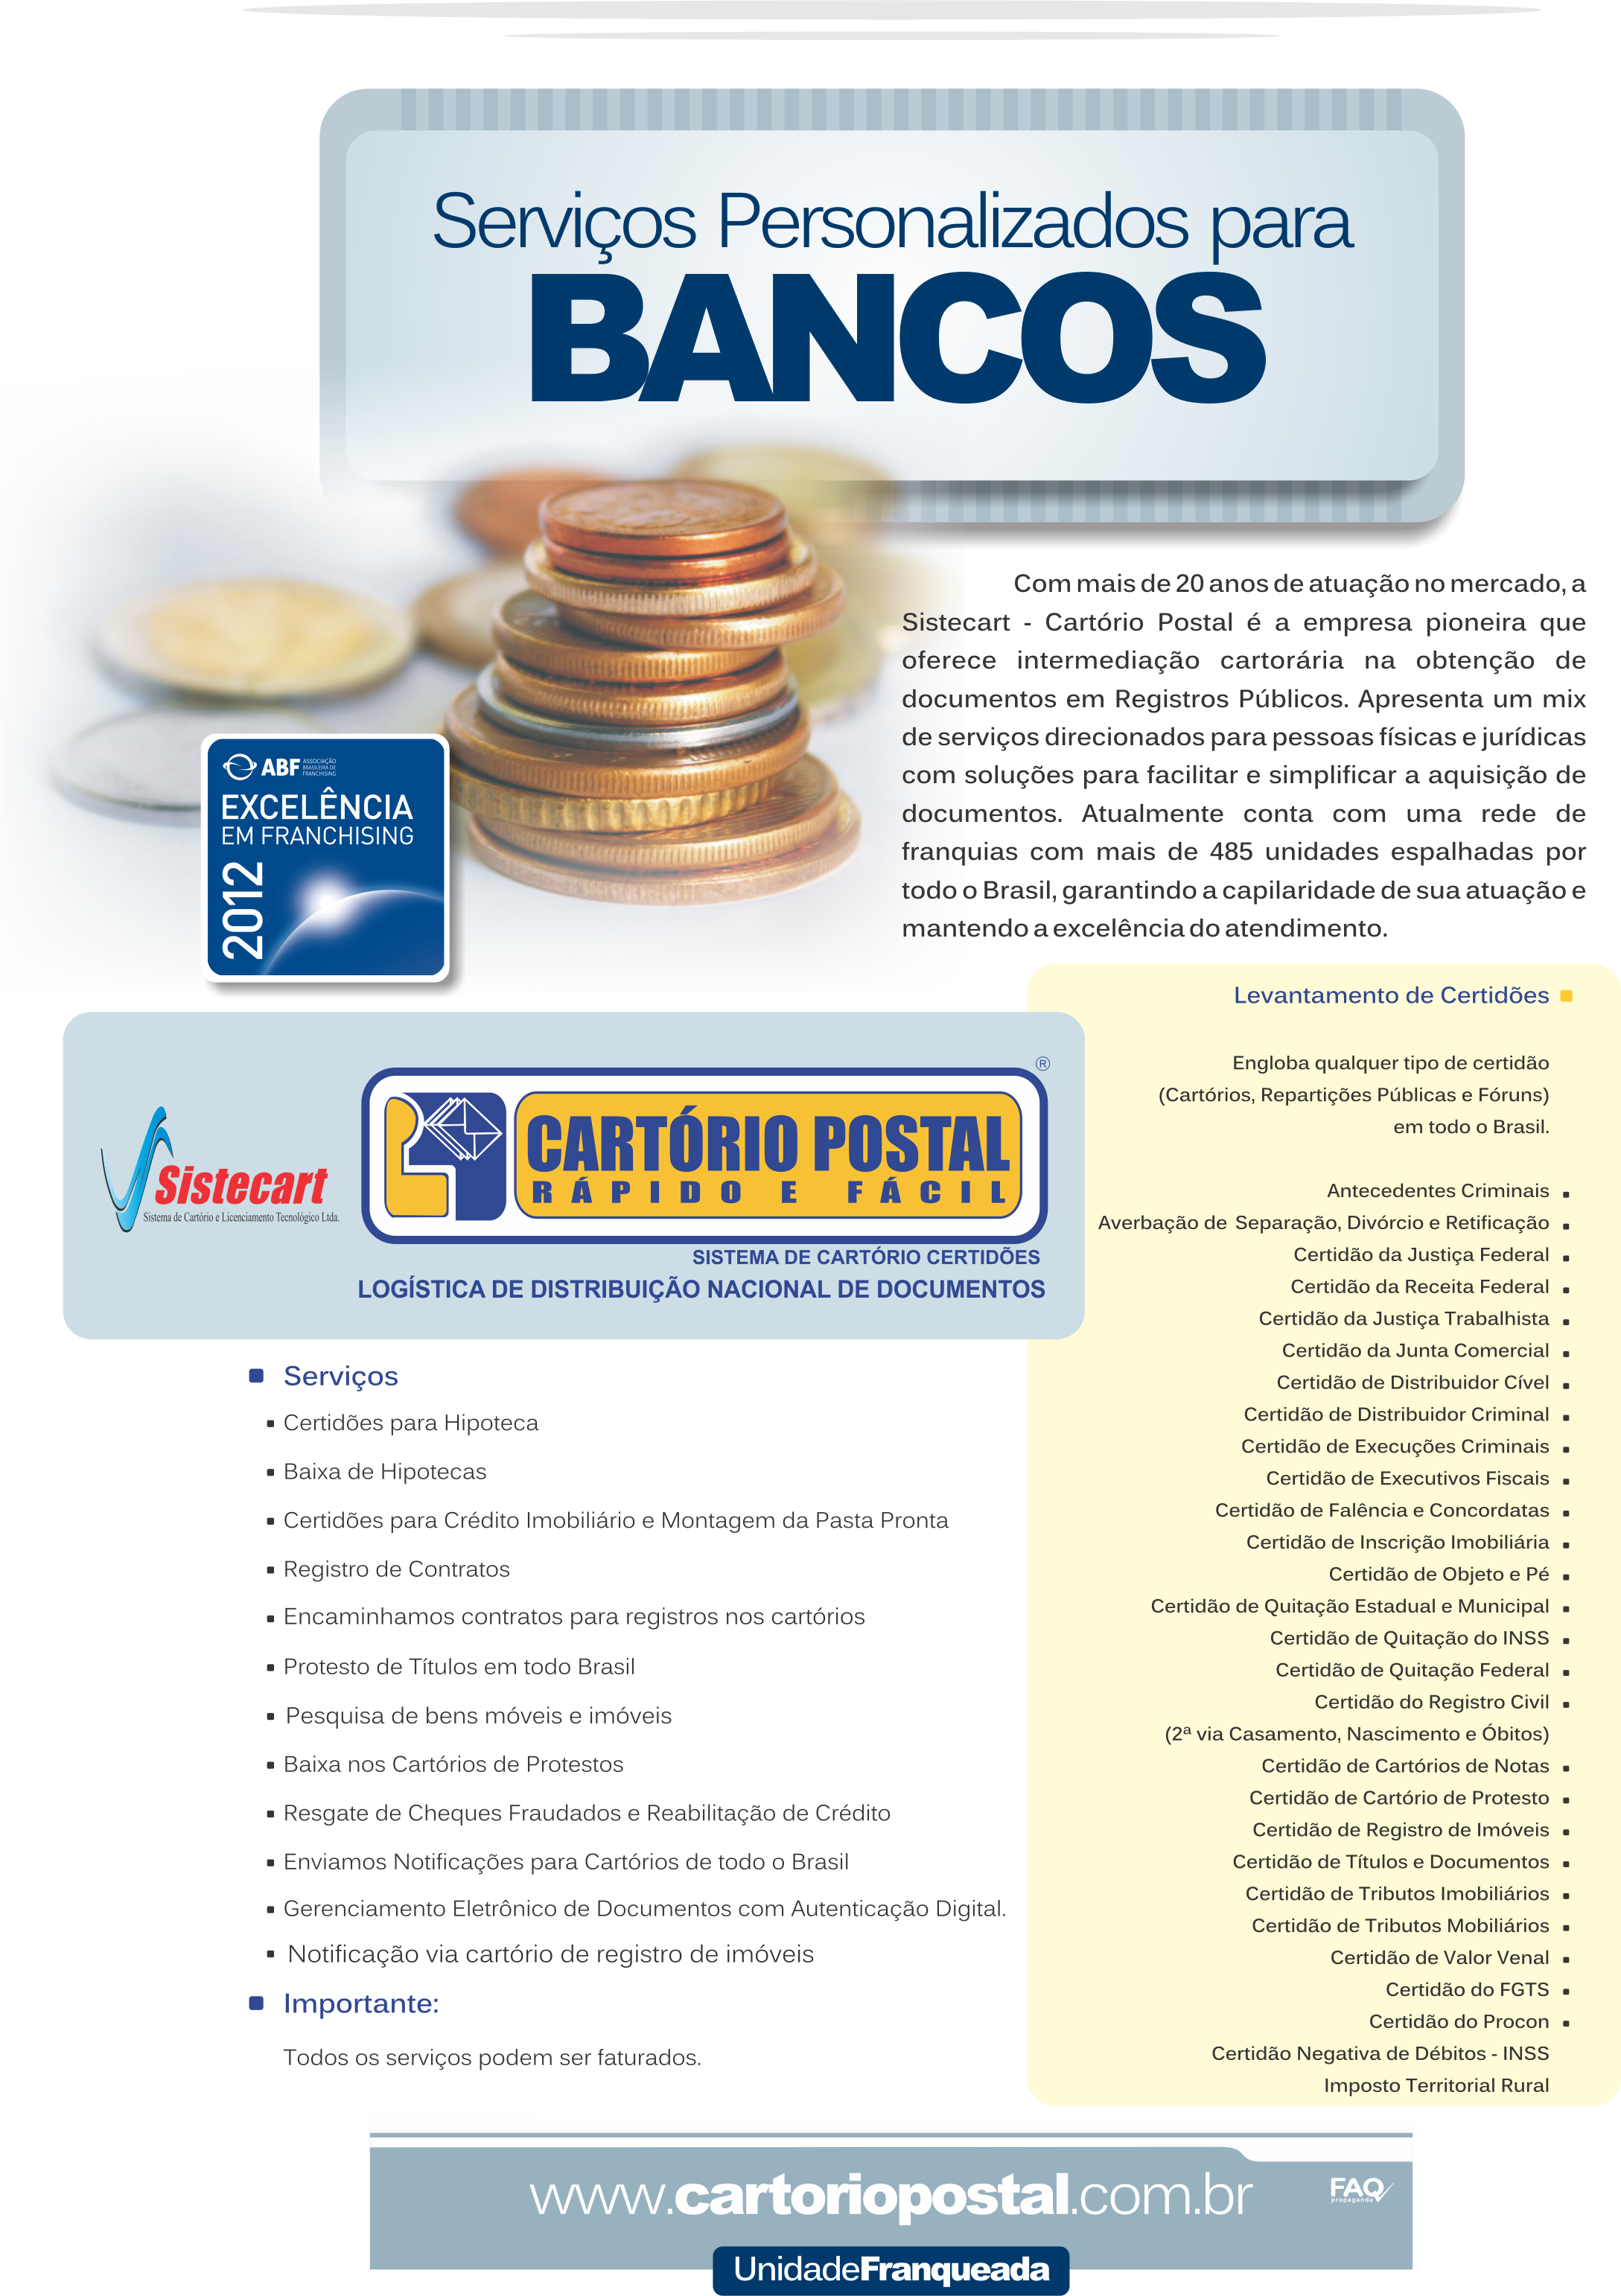 Serviços Personalizados para
BANCOS
Com mais de 20 anos de atuação no mercado, a
Sistecart - Cartório Postal é a empresa pioneira que
oferece intermediação cartorária na obtenção de
documentos em Registros Públicos. Apresenta um mix
de serviços direcionados para pessoas físicas e jurídicas
com soluções para facilitar e simplificar a aquisição de
documentos. Atualmente conta com uma rede de
franquias com mais de 485 unidades espalhadas por
todo o Brasil, garantindo a capilaridade de sua atuação e
mantendo a excelência do atendimento.
ABF ASSOCIAÇÃO
BRASILEIRA DE
FRANCHISING
EXCELÊNCIA
EM FRANCHISING
2012
Sistecart
Sistema de Cartório e Licenciamento Tecnológico Ltda.
®
CARTÓRIO POSTAL
RÁPIDO E FÁCIL
SISTEMA DE CARTÓRIO CERTIDÕES
LOGÍSTICA DE DISTRIBUIÇÃO NACIONAL DE DOCUMENTOS
Serviços
Certidões para Hipoteca
Baixa de Hipotecas
Certidões para Crédito Imobiliário e Montagem da Pasta Pronta
Registro de Contratos
Encaminhamos contratos para registros nos cartórios
Protesto de Títulos em todo Brasil
Pesquisa de bens móveis e imóveis
Baixa nos Cartórios de Protestos
Resgate de Cheques Fraudados e Reabilitação de Crédito
Enviamos Notificações para Cartórios de todo o Brasil
Gerenciamento Eletrônico de Documentos com Autenticação Digital.
Notificação via cartório de registro de imóveis
Importante:
Todos os serviços podem ser faturados.
Levantamento de Certidões
Engloba qualquer tipo de certidão
(Cartórios, Repartições Públicas e Fóruns)
em todo o Brasil.
Antecedentes Criminais
Averbação de Separação, Divórcio e Retificação
Certidão da Justiça Federal
Certidão da Receita Federal
Certidão da Justiça Trabalhista
Certidão da Junta Comercial
Certidão de Distribuidor Cível
Certidão de Distribuidor Criminal
Certidão de Execuções Criminais
Certidão de Executivos Fiscais
Certidão de Falência e Concordatas
Certidão de Inscrição Imobiliária
Certidão de Objeto e Pé
Certidão de Quitação Estadual e Municipal
Certidão de Quitação do INSS
Certidão de Quitação Federal
Certidão do Registro Civil
(2ª via Casamento, Nascimento e Óbitos)
Certidão de Cartórios de Notas
Certidão de Cartório de Protesto
Certidão de Registro de Imóveis
Certidão de Títulos e Documentos
Certidão de Tributos Imobiliários
Certidão de Tributos Mobiliários
Certidão de Valor Venal
Certidão do FGTS
Certidão do Procon
Certidão Negativa de Débitos - INSS
Imposto Territorial Rural
www.cartoriopostal.com.br
FAQ
propaganda
UnidadeFranqueada